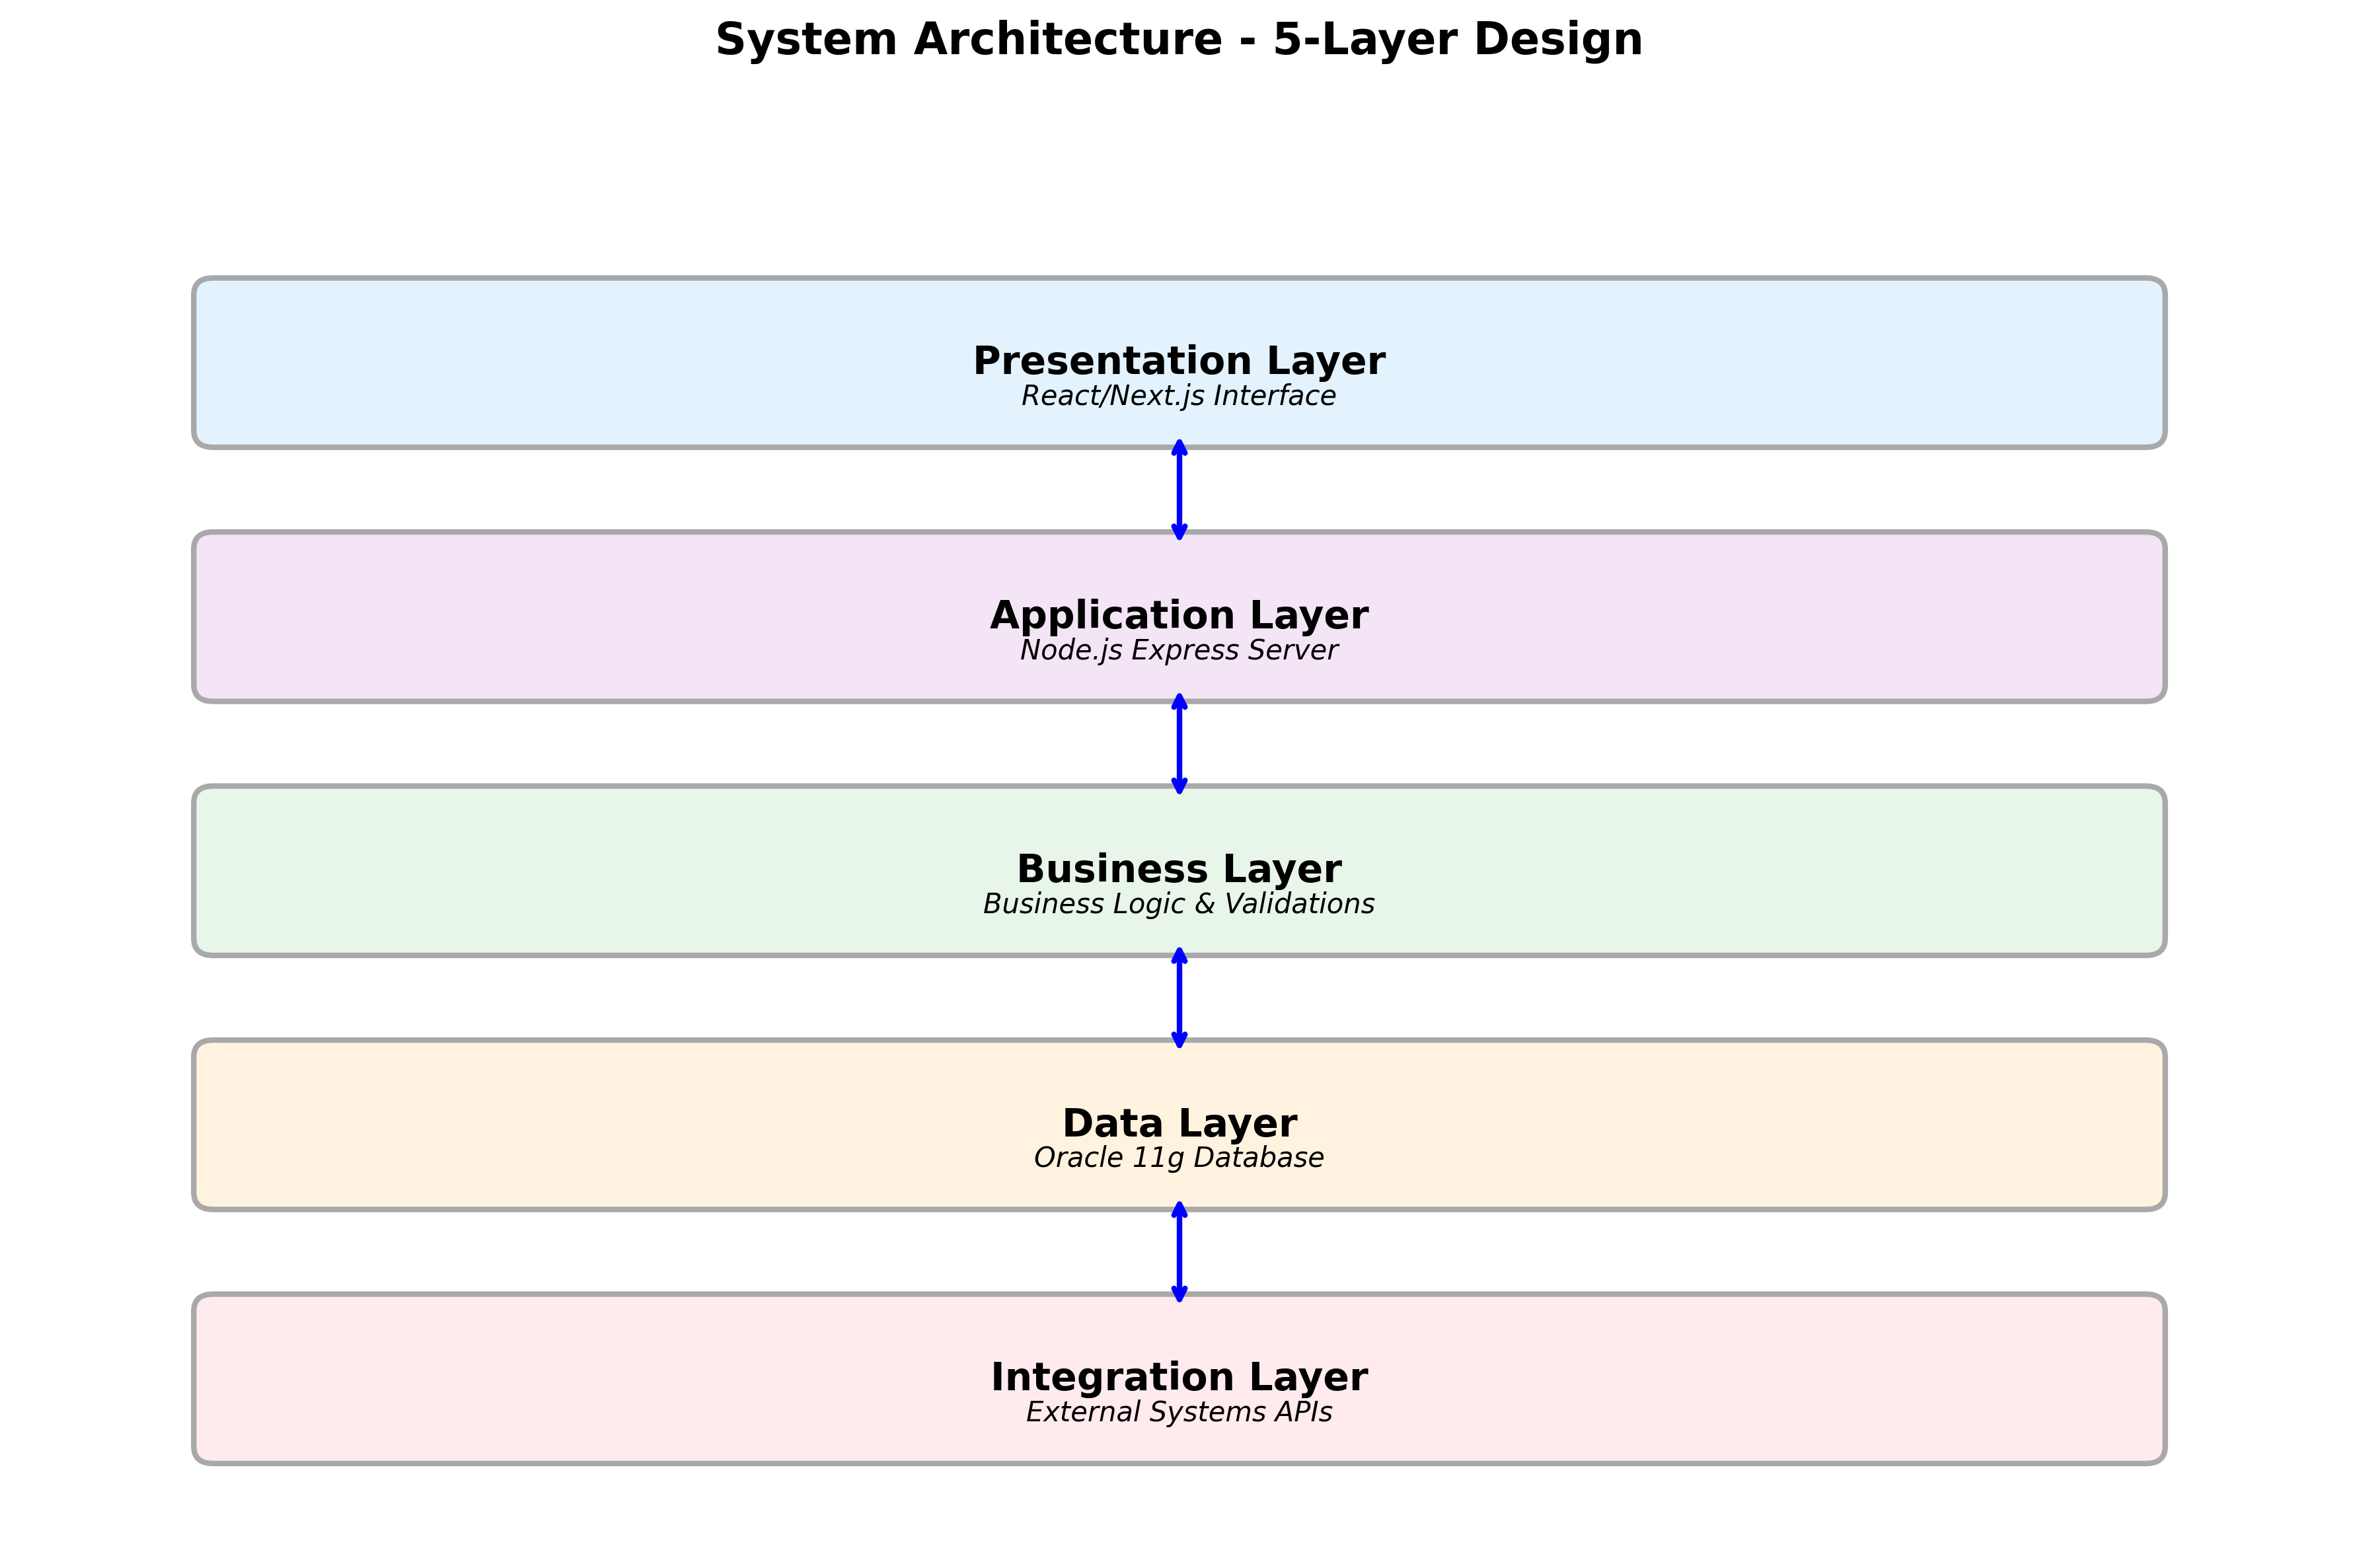 System Architecture - 5-Layer Design
Presentation Layer
React/Next.js Interface
Application Layer
Node.js Express Server
Business Layer
Business Logic & Validations
Data Layer
Oracle 11g Database
Integration Layer
External Systems APIs